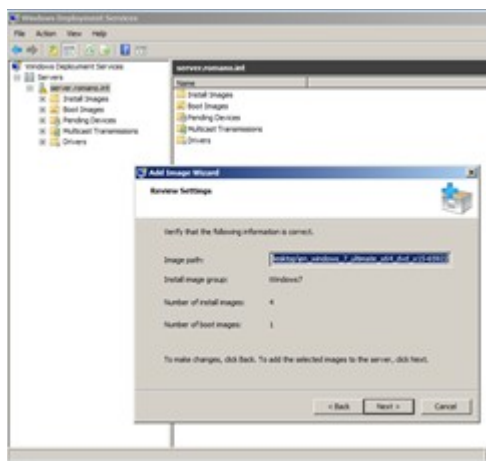 Windows Deployment Services
File Action View Help
Windows Deployment Services
Servers
server.romano.int
Install Images
Boot Images
Pending Devices
Multicast Transmissions
Drivers
server.romano.int
Name
Install Images
Boot Images
Pending Devices
Multicast Transmissions
Drivers
Add Image Wizard
Review Settings
Verify that the following information is correct.
Image path:
Install image group: Windows7
Number of install images: 4
Number of boot images: 1
To make changes, click Back. To add the selected images to the server, click Next.
< Back Next > Cancel